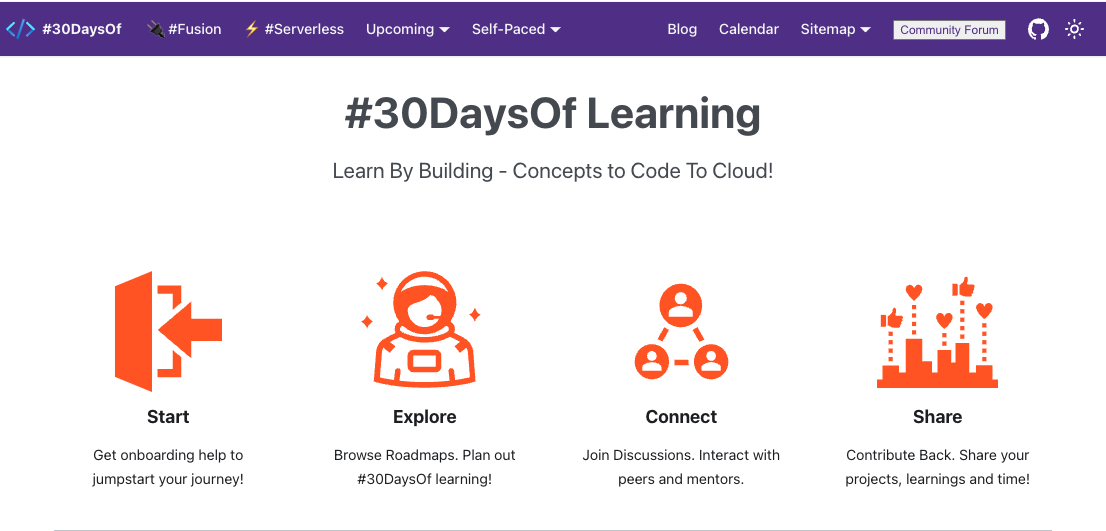 #30DaysOf #Fusion #Serverless Upcoming Self-Paced Blog Calendar Sitemap Community Forum
#30DaysOf Learning
Learn By Building - Concepts to Code To Cloud!
Start
Get onboarding help to
jumpstart your journey!
Explore
Browse Roadmaps. Plan out
#30DaysOf learning!
Connect
Join Discussions. Interact with
peers and mentors.
Share
Contribute Back. Share your
projects, learnings and time!